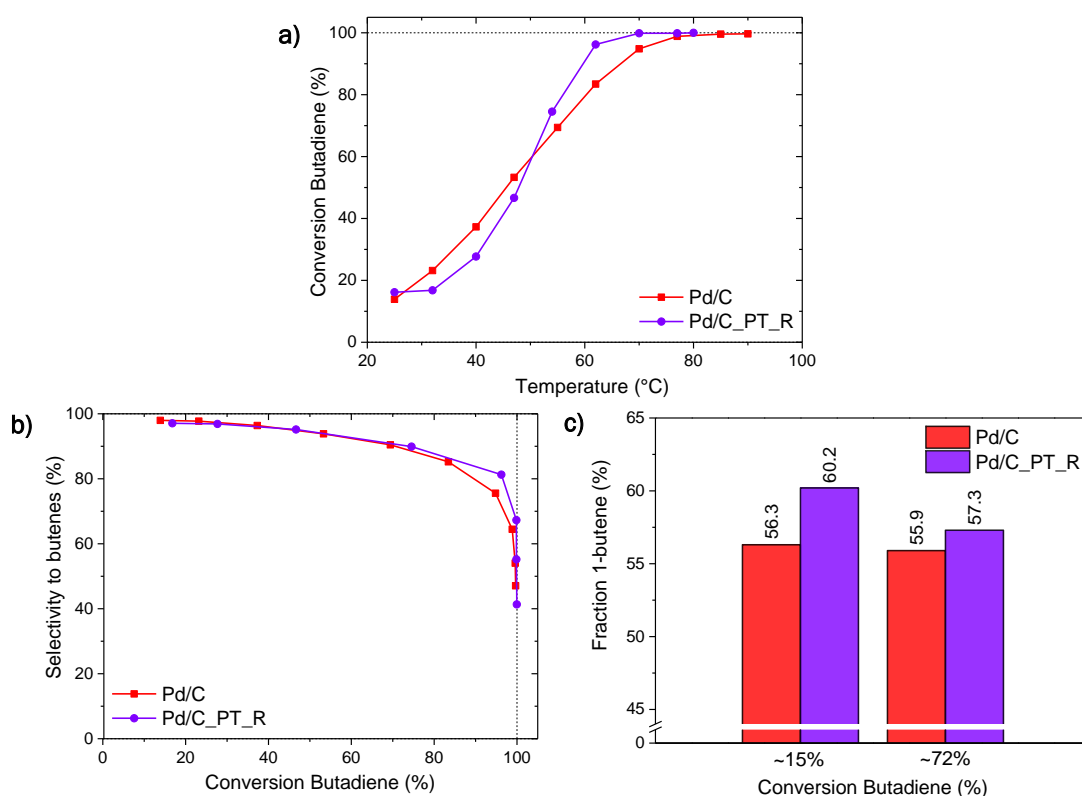 a)
Conversion Butadiene (%)
100
80
60
40
20
0
Pd/C
Pd/C_PT_R
20 40 60 80 100
Temperature (°C)
b)
Selectivity to butenes (%)
100
80
60
40
20
0
Pd/C
Pd/C_PT_R
0 20 40 60 80 100
Conversion Butadiene (%)
c)
Fraction 1-butene (%)
65
60
55
50
45
0
Pd/C
Pd/C_PT_R
56.3
60.2
55.9
57.3
~15% ~72%
Conversion Butadiene (%)